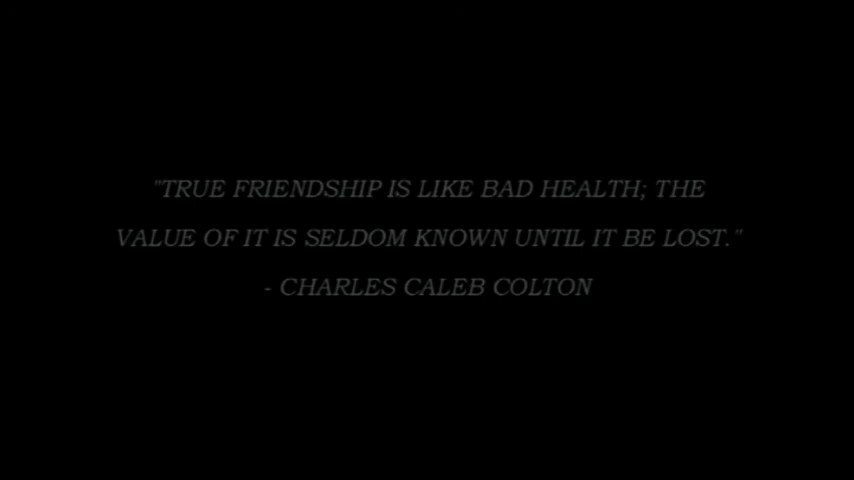 "TRUE FRIENDSHIP IS LIKE BAD HEALTH; THE
VALUE OF IT IS SELDOM KNOWN UNTIL IT BE LOST."
- CHARLES CALEB COLTON